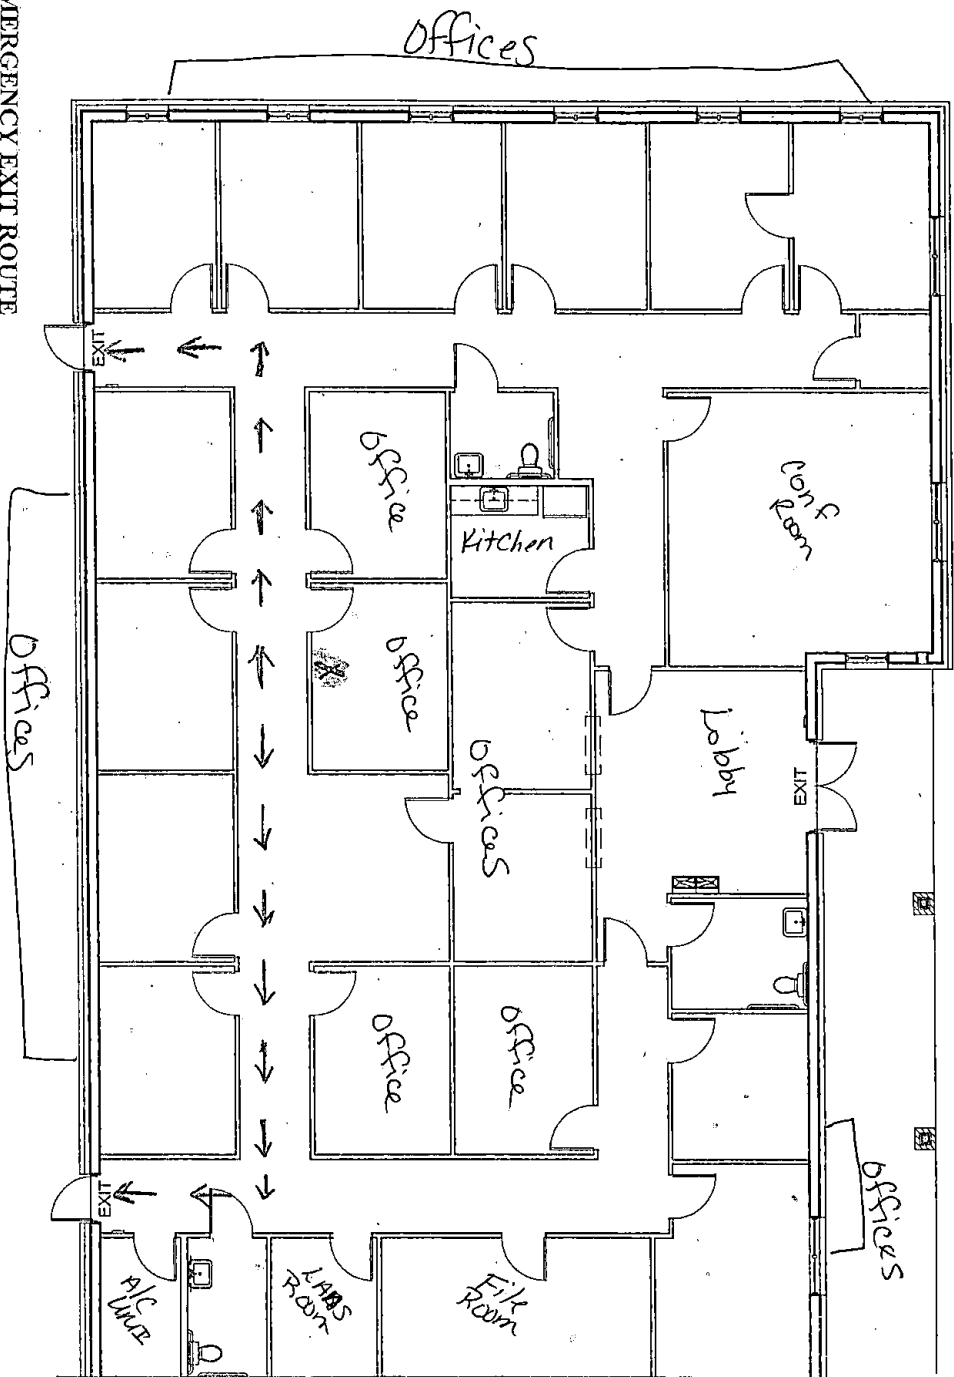 Offices
EMERGENCY EXIT ROUTE
EXIT
Office
Kitchen
Conf
Room
Office
X
Offices
Offices
Lobby
EXIT
Office
Office
Offices
EXIT
A/C
Unit
Room
File
Room